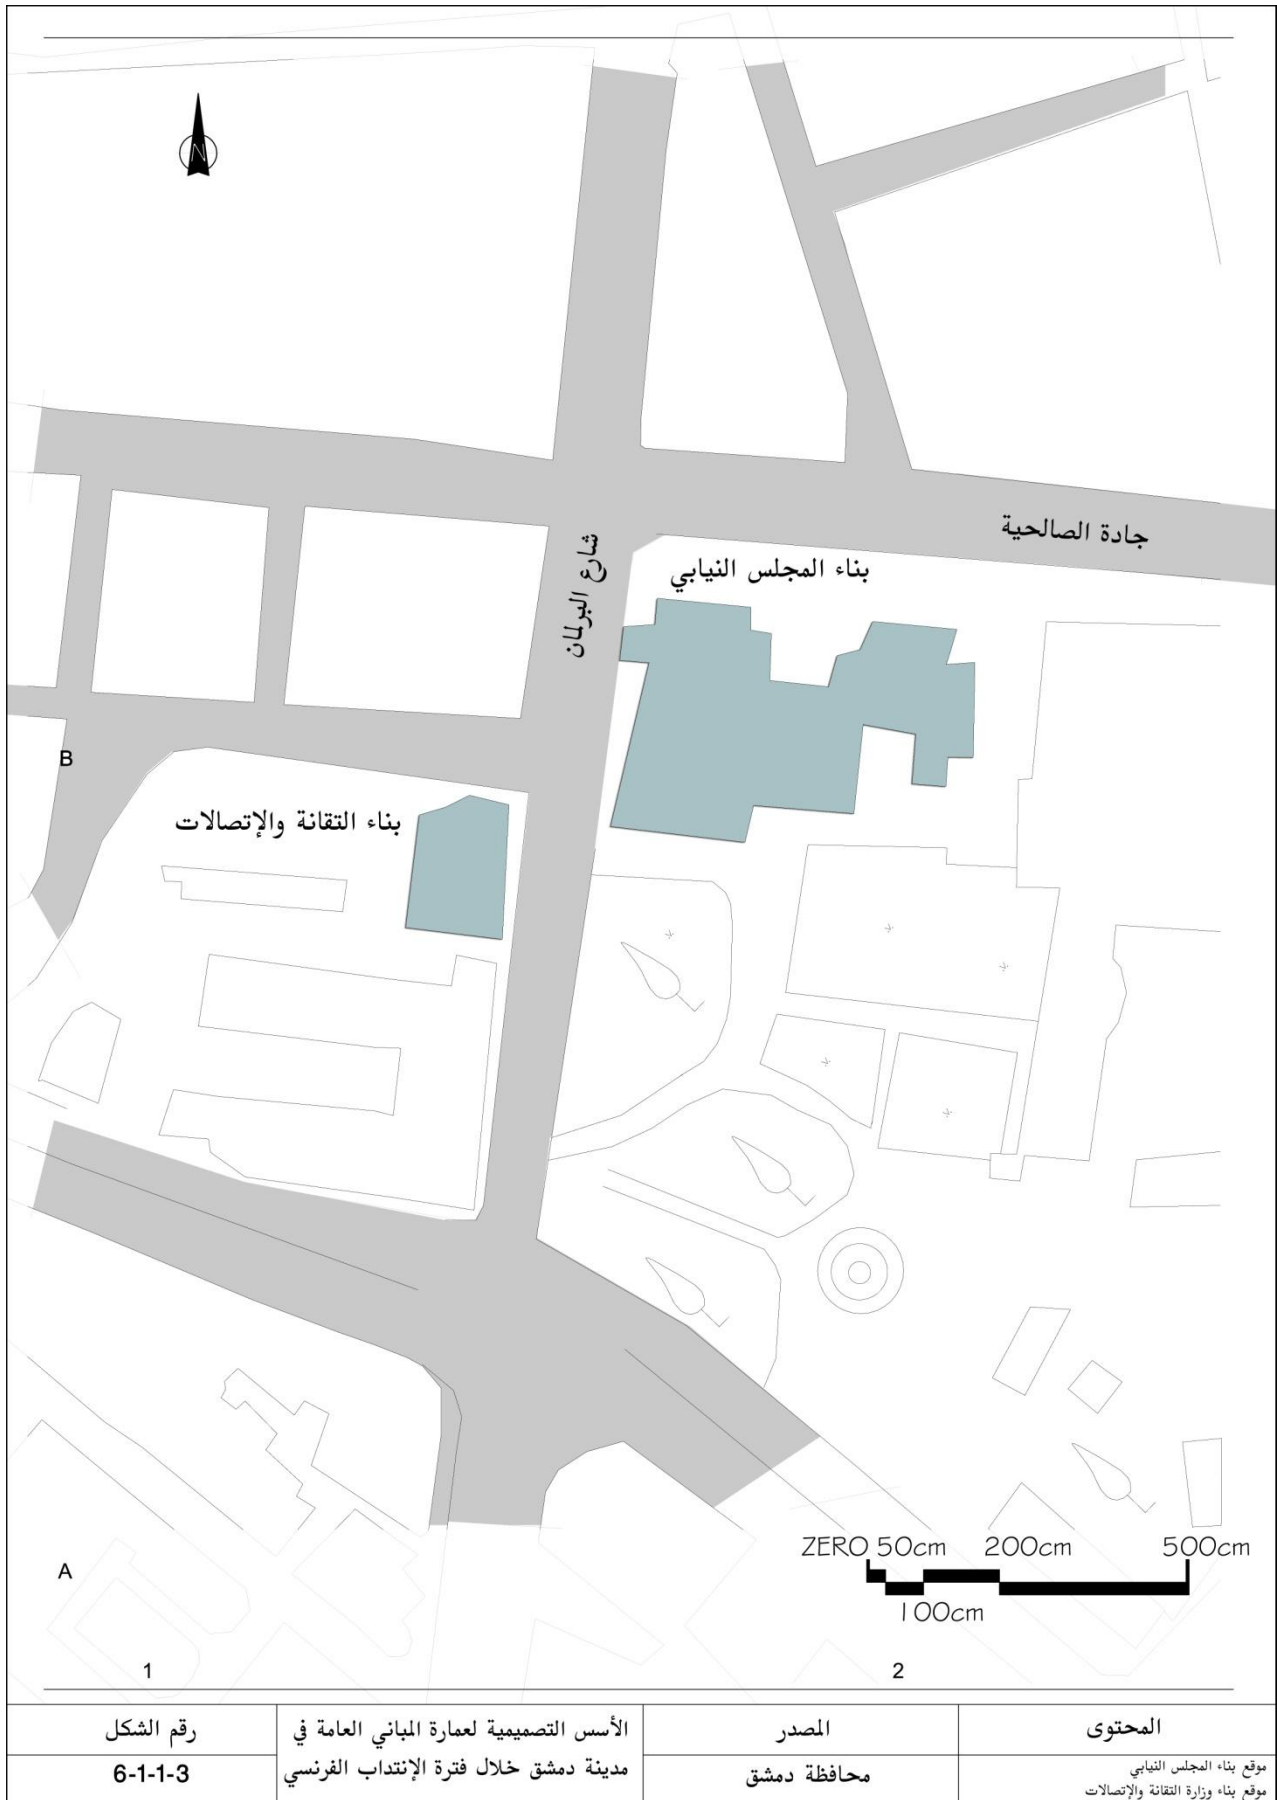 N
جادة الصالحية
شارع البرلمان
بناء المجلس النيابي
B
بناء التقانة والإتصالات
ZERO 50cm 200cm 500cm
100cm
A
1
2
المحتوى
موقع بناء المجلس النيابي
موقع بناء وزارة التقانة والإتصالات
المصدر
محافظة دمشق
الأسس التصميمية لعمارة المباني العامة في
مدينة دمشق خلال فترة الإنتداب الفرنسي
رقم الشكل
6-1-1-3